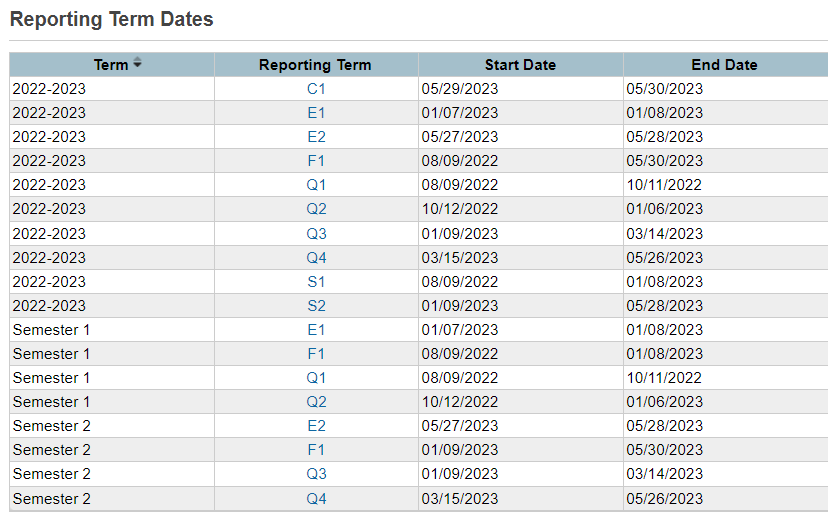 Reporting Term Dates
Term Reporting Term Start Date End Date
2022-2023 C1 05/29/2023 05/30/2023
2022-2023 E1 01/07/2023 01/08/2023
2022-2023 E2 05/27/2023 05/28/2023
2022-2023 F1 08/09/2022 05/30/2023
2022-2023 Q1 08/09/2022 10/11/2022
2022-2023 Q2 10/12/2022 01/06/2023
2022-2023 Q3 01/09/2023 03/14/2023
2022-2023 Q4 03/15/2023 05/26/2023
2022-2023 S1 08/09/2022 01/08/2023
2022-2023 S2 01/09/2023 05/28/2023
Semester 1 E1 01/07/2023 01/08/2023
Semester 1 F1 08/09/2022 01/08/2023
Semester 1 Q1 08/09/2022 10/11/2022
Semester 1 Q2 10/12/2022 01/06/2023
Semester 2 E2 05/27/2023 05/28/2023
Semester 2 F1 01/09/2023 05/30/2023
Semester 2 Q3 01/09/2023 03/14/2023
Semester 2 Q4 03/15/2023 05/26/2023